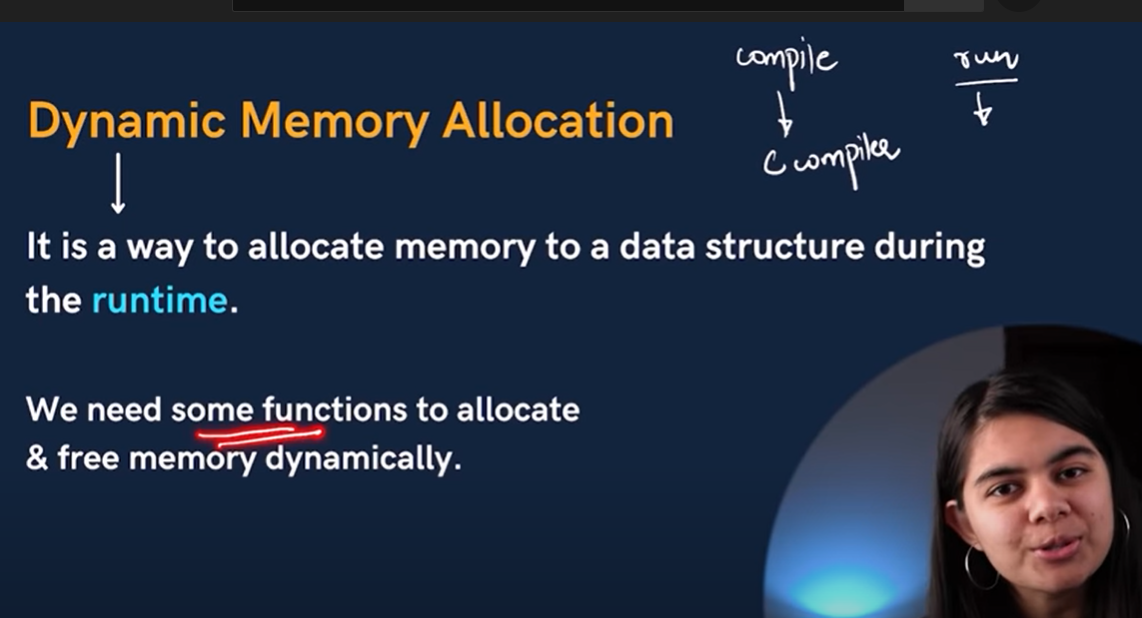 compile
run
Dynamic Memory Allocation
C compiler
It is a way to allocate memory to a data structure during
the runtime.
We need some functions to allocate
& free memory dynamically.